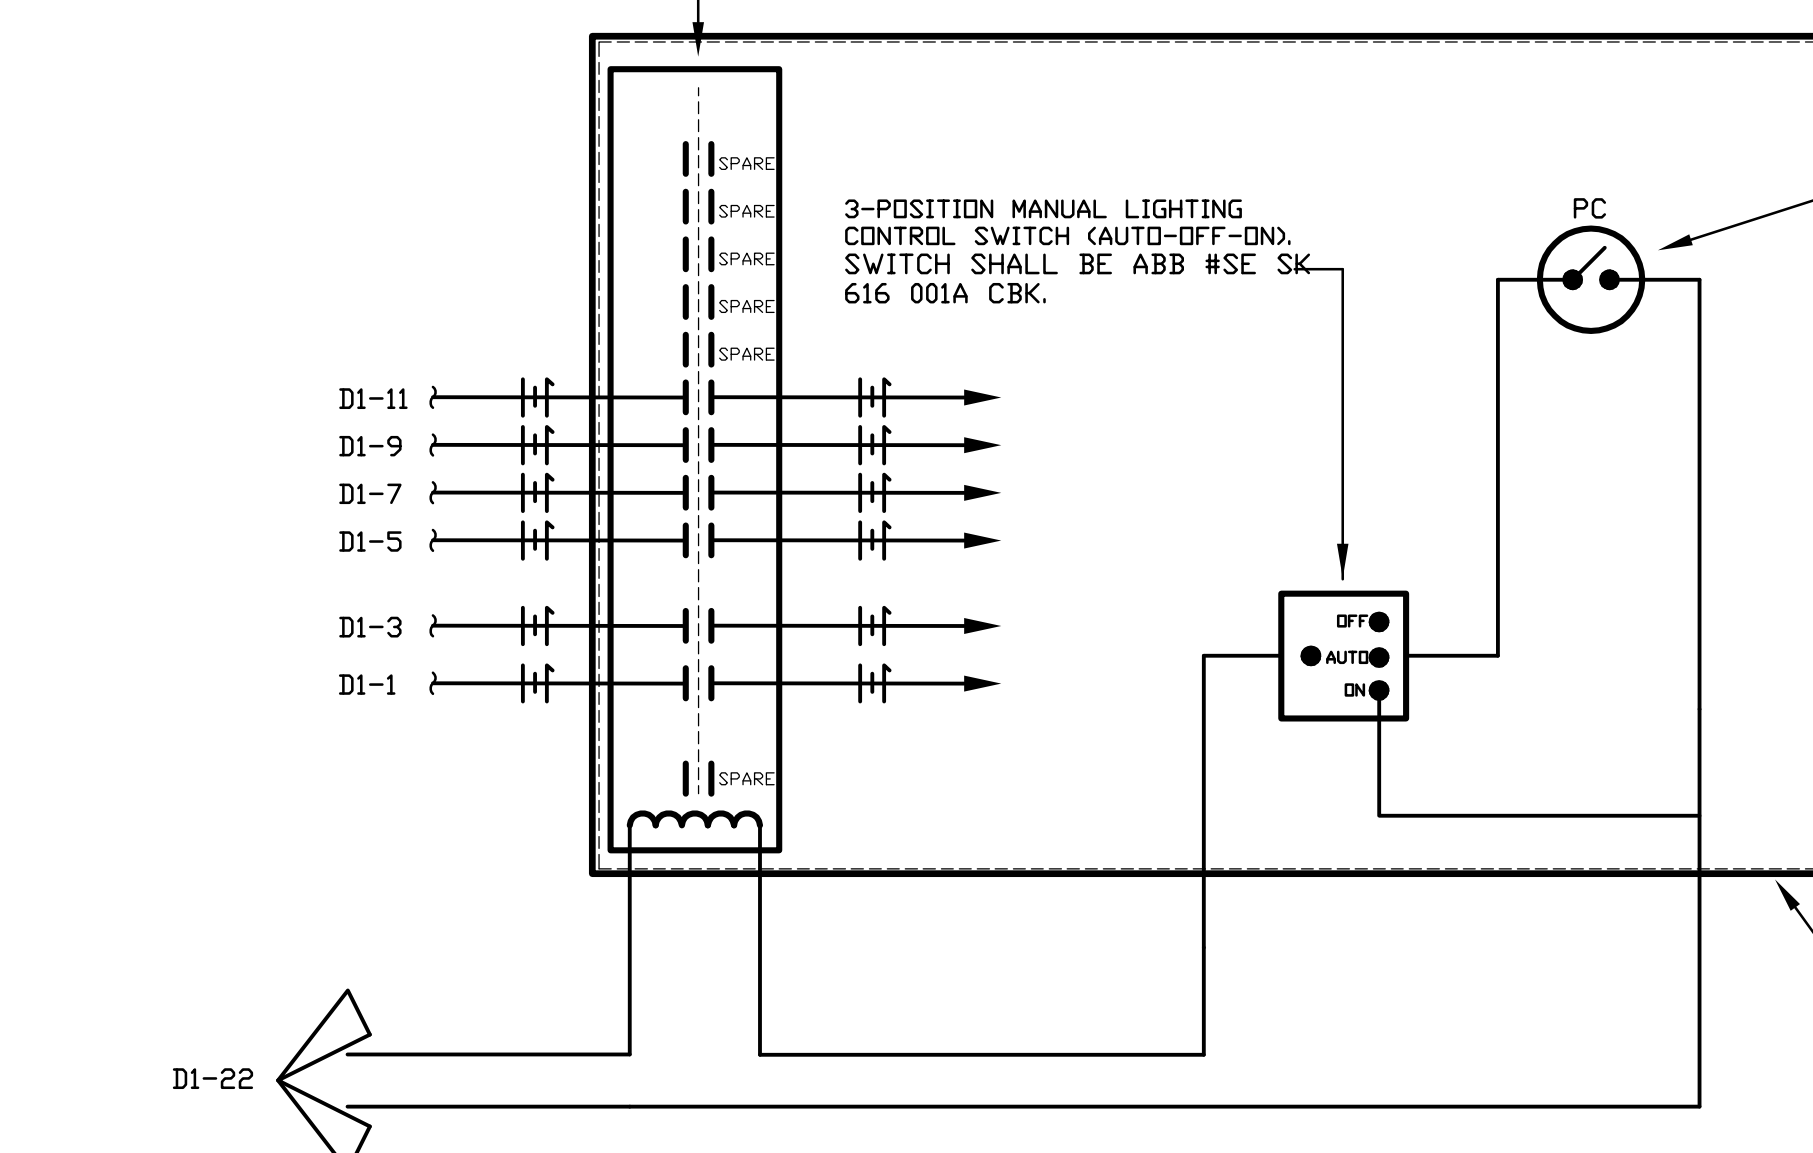 SPARE
SPARE
SPARE
SPARE
SPARE
3-POSITION MANUAL LIGHTING
CONTROL SWITCH (AUTO-OFF-ON).
SWITCH SHALL BE ABB #SE SK
616 001A CBK.
PC
D1-11
D1-9
D1-7
D1-5
D1-3
D1-1
OFF
AUTO
ON
SPARE
D1-22